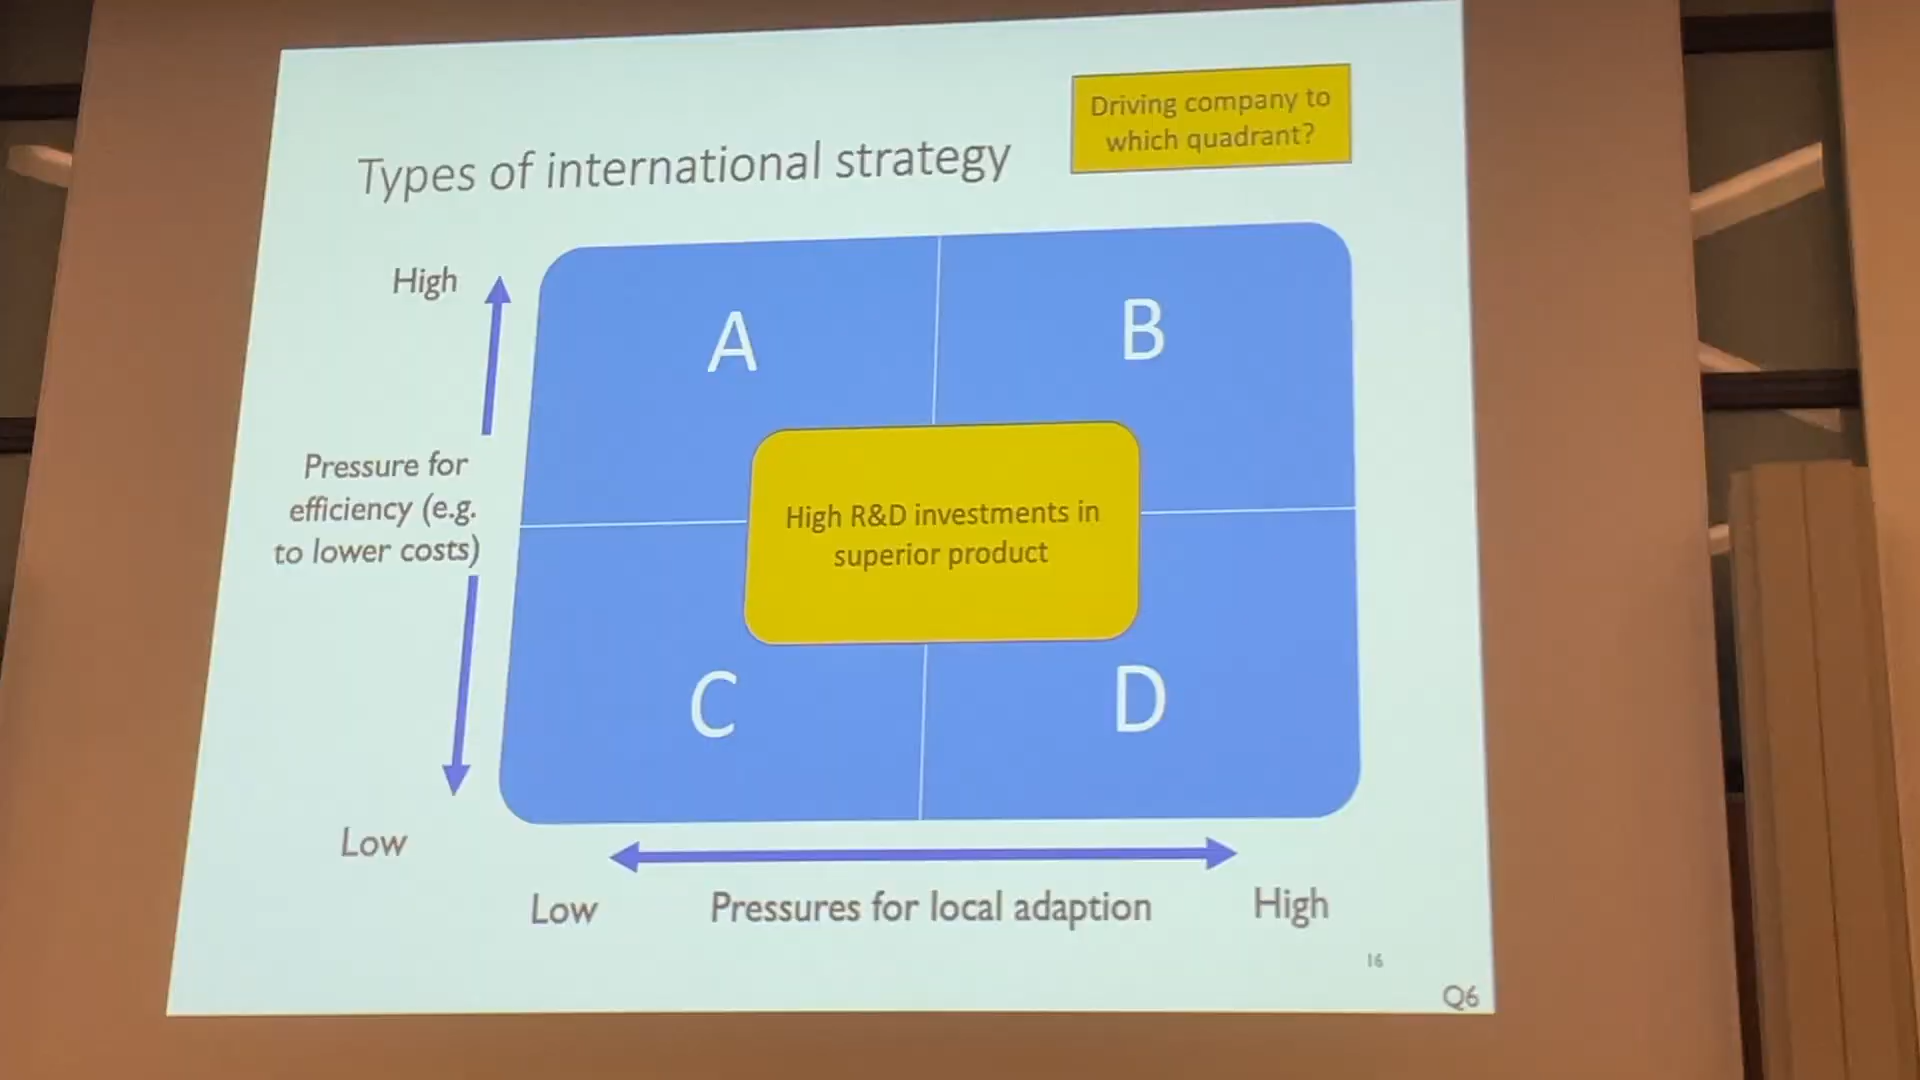 Driving company to
which quadrant?
Types of international strategy
High
A
B
Pressure for
efficiency (e.g.
to lower costs)
High R&D investments in
superior product
C
D
Low
Low
Pressures for local adaption
High
16
Q6